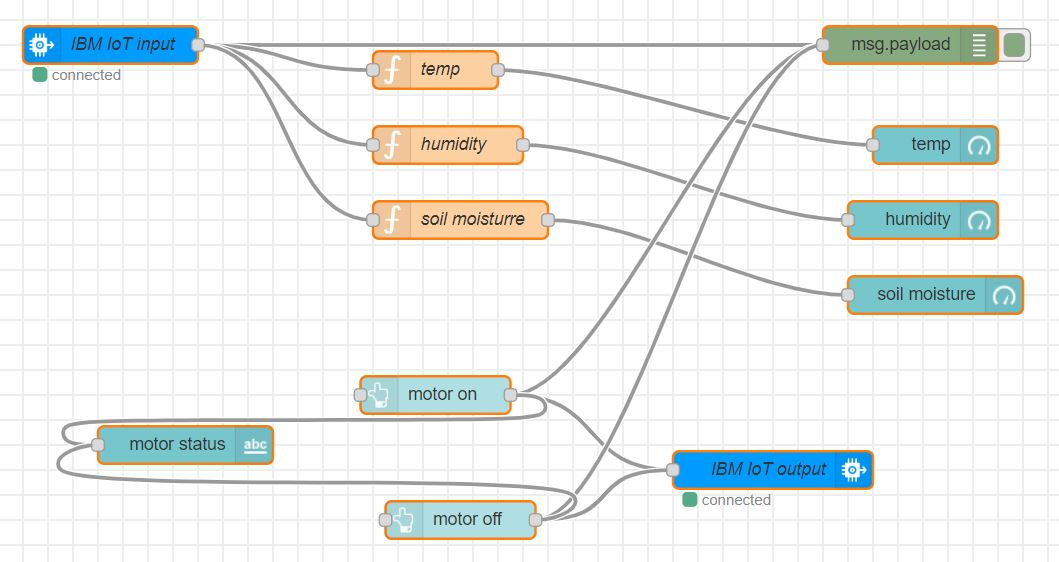 IBM IoT input
msg.payload
connected
temp
humidity
temp
soil moisturre
humidity
soil moisture
motor on
motor status
abc
IBM IoT output
connected
motor off